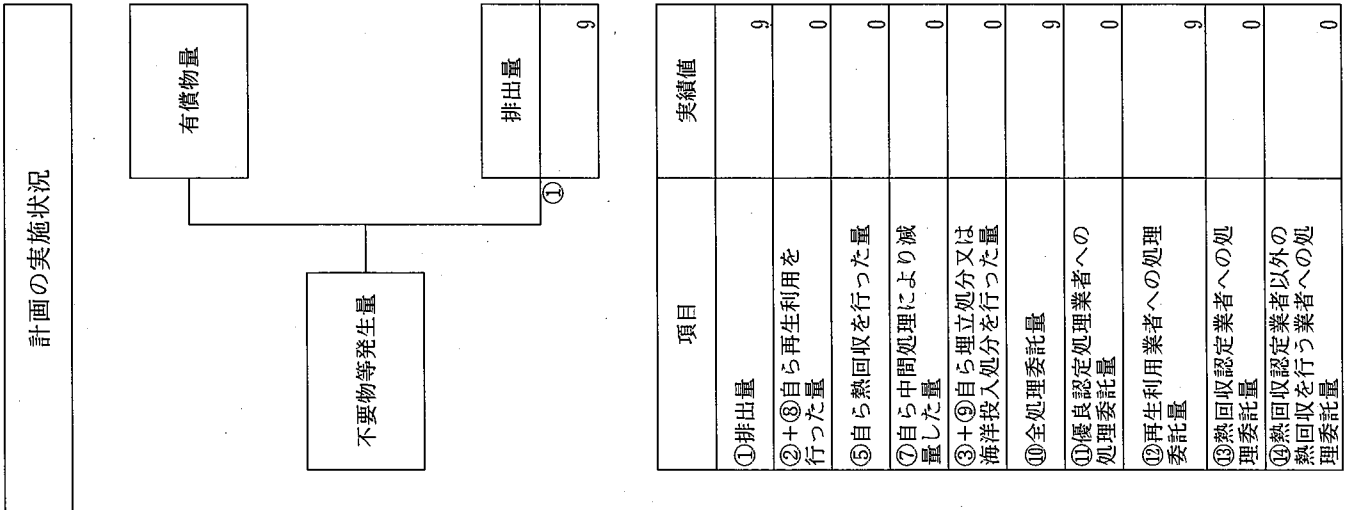 計画の実施状況
有償物量
不要物等発生量
排出量
① 9
項目 実績値
①排出量 9
②+⑧自ら再生利用を
行った量 0
⑤自ら熱回収を行った量 0
⑦自ら中間処理により減
量した量 0
③+⑨自ら埋立処分又は
海洋投入処分を行った量 0
⑩全処理委託量 9
⑪優良認定処理業者への
処理委託量 0
⑫再生利用業者への処理
委託量 9
⑬熱回収認定業者への処
理委託量 0
⑭熱回収認定業者以外の
熱回収を行う業者への処
理委託量 0